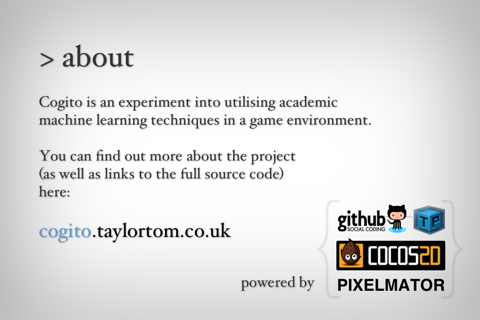 > about
Cogito is an experiment into utilising academic
machine learning techniques in a game environment.
You can find out more about the project
(as well as links to the full source code)
here:
cogito.taylortom.co.uk
powered by
github
SOCIAL CODING
TP
COCOS2D
PIXELMATOR